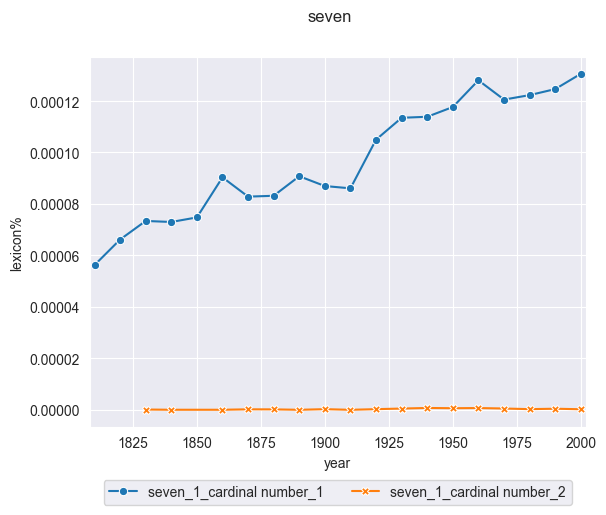 seven
lexicon%
0.00012
0.00010
0.00008
0.00006
0.00004
0.00002
0.00000
1825 1850 1875 1900 1925 1950 1975 2000
year
seven_1_cardinal number_1 seven_1_cardinal number_2